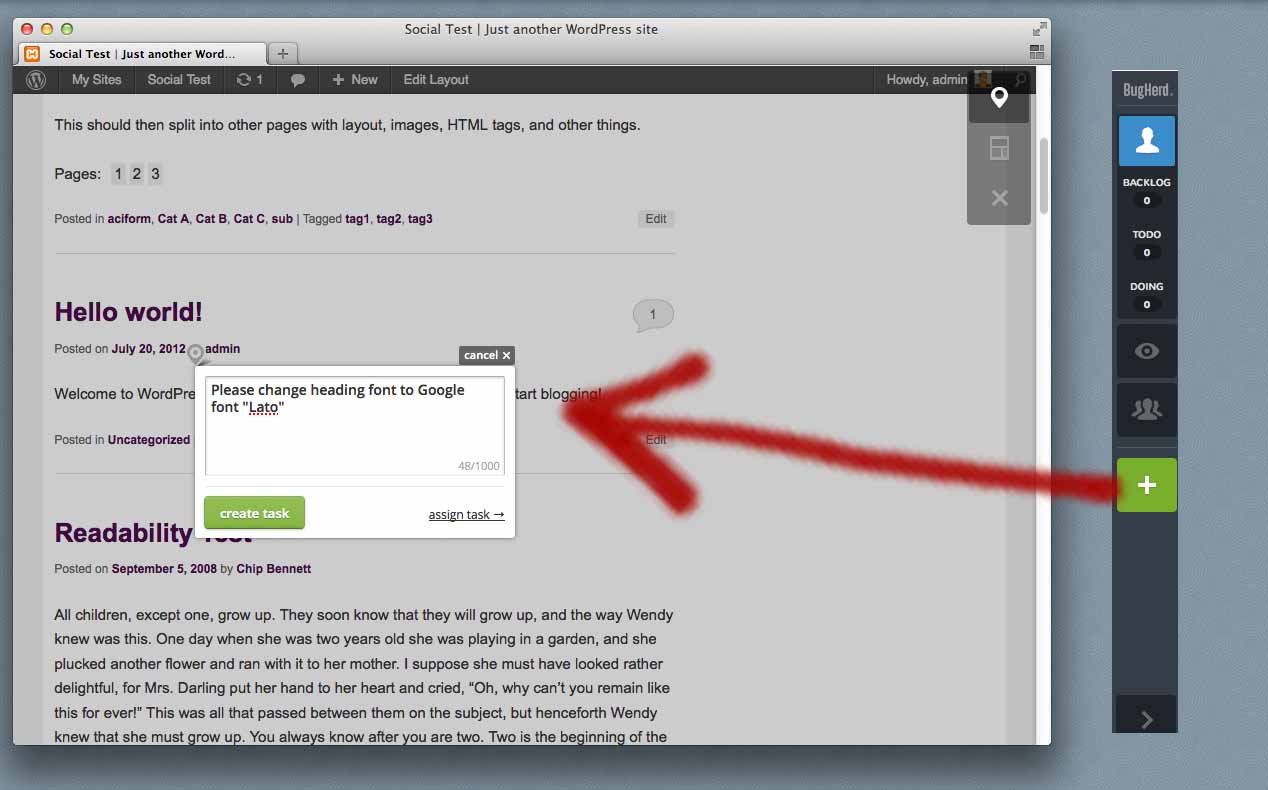 Social Test | Just another WordPress site
Social Test | Just another Word...
My Sites Social Test 1 New Edit Layout Howdy, admin
This should then split into other pages with layout, images, HTML tags, and other things.
Pages: 1 2 3
Posted in aciform, Cat A, Cat B, Cat C, sub | Tagged tag1, tag2, tag3 Edit
Hello world!
1
Posted on July 20, 2012 admin
cancel ×
Welcome to WordPre
tart blogging!
Please change heading font to Google
font "Lato"
48/1000
Posted in Uncategorized
Edit
create task
assign task →
Readability Test
Posted on September 5, 2008 by Chip Bennett
All children, except one, grow up. They soon know that they will grow up, and the way Wendy
knew was this. One day when she was two years old she was playing in a garden, and she
plucked another flower and ran with it to her mother. I suppose she must have looked rather
delightful, for Mrs. Darling put her hand to her heart and cried, “Oh, why can’t you remain like
this for ever!” This was all that passed between them on the subject, but henceforth Wendy
knew that she must grow up. You always know after you are two. Two is the beginning of the
BugHerd.
BACKLOG
0
TODO
0
DOING
0